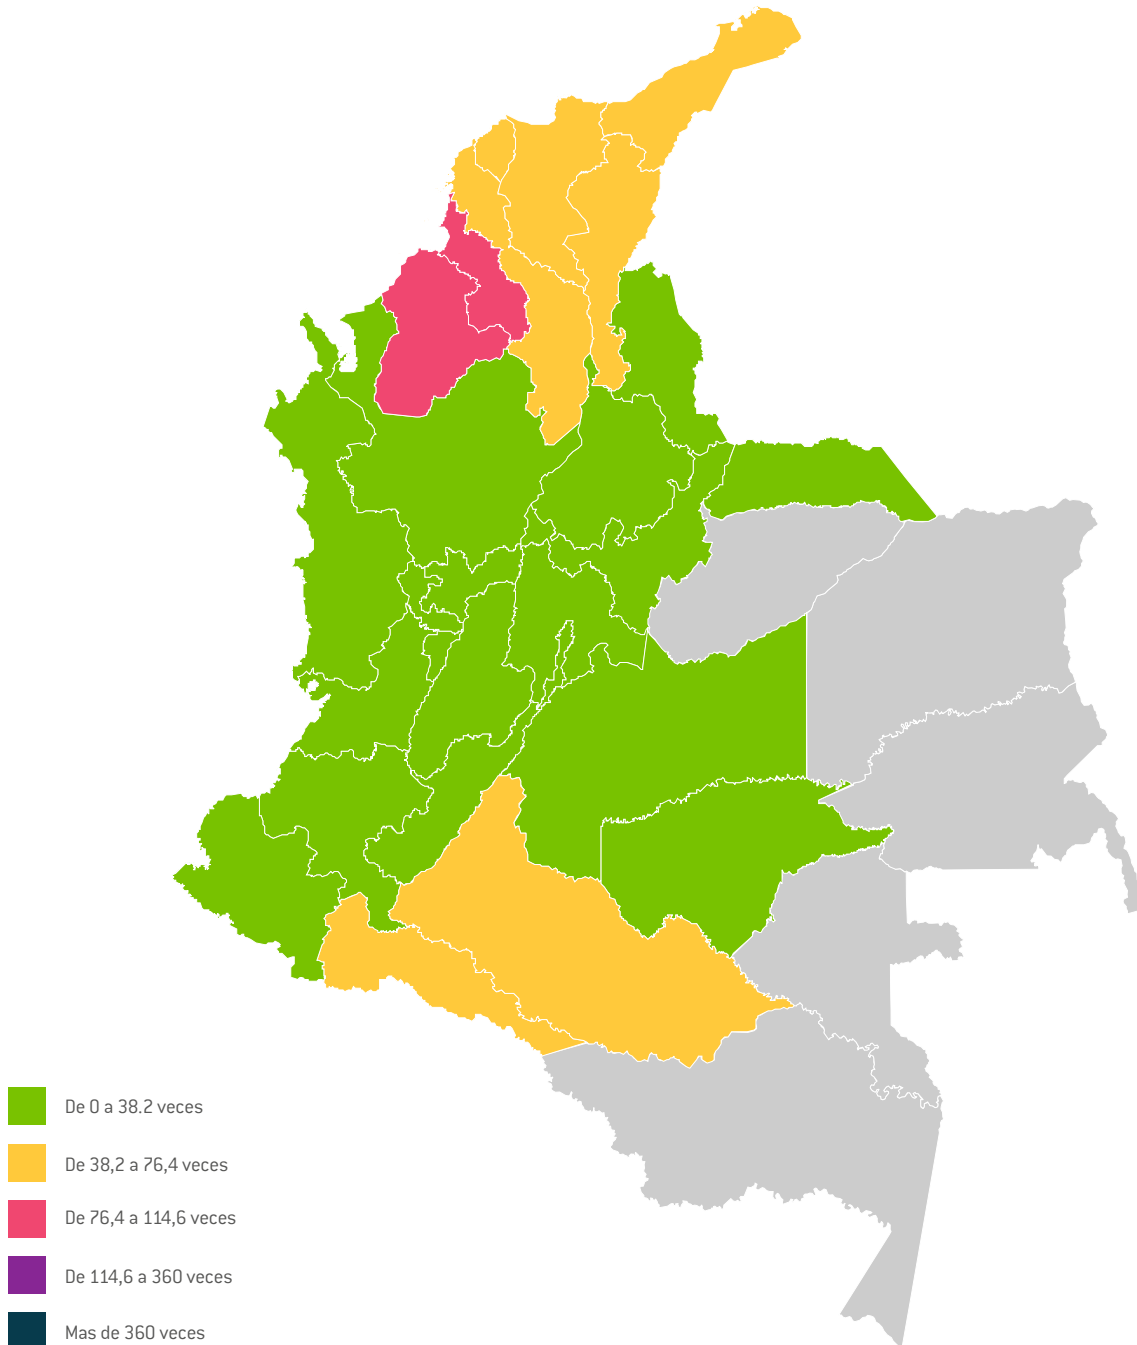 De 0 a 38.2 veces
De 38,2 a 76,4 veces
De 76,4 a 114,6 veces
De 114,6 a 360 veces
Mas de 360 veces